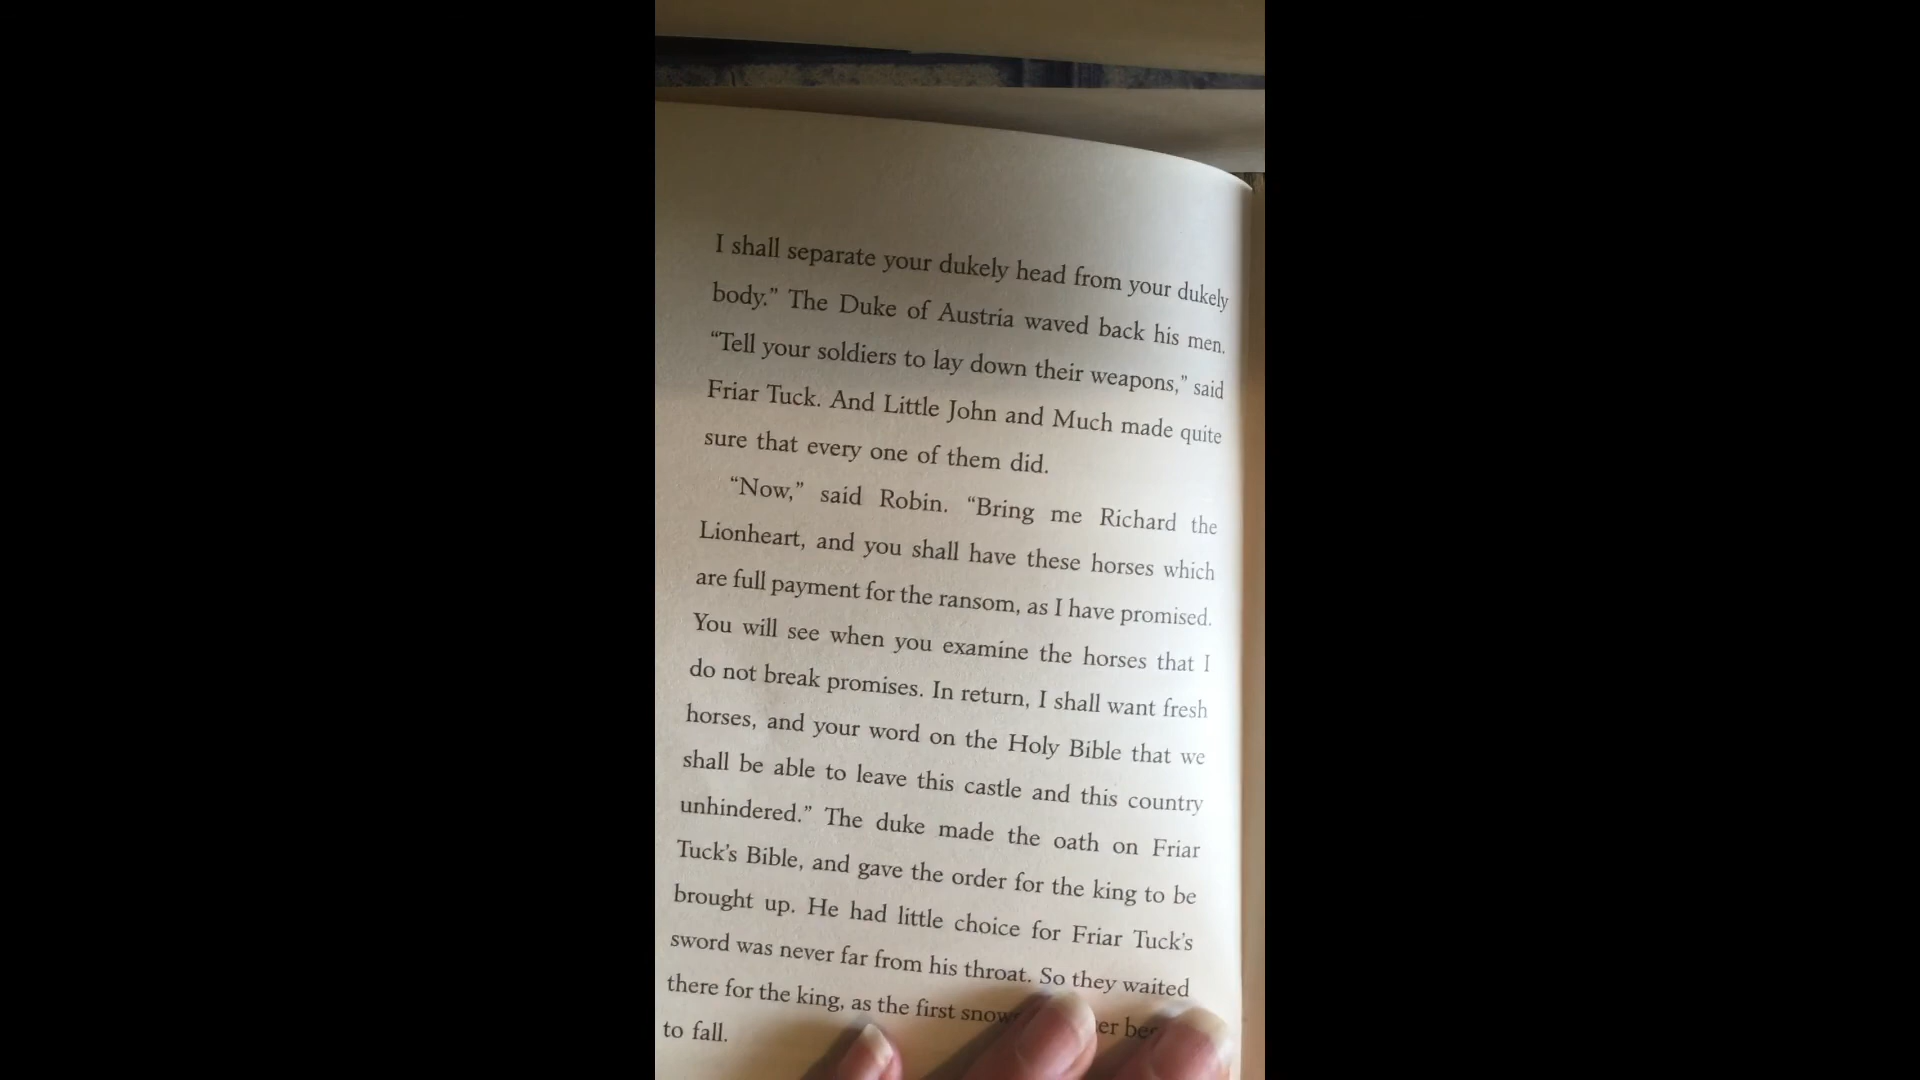 I shall separate your dukely head from your dukely
body.” The Duke of Austria waved back his men.
“Tell your soldiers to lay down their weapons,” said
Friar Tuck. And Little John and Much made quite
sure that every one of them did.
“Now,” said Robin. “Bring me Richard the
Lionheart, and you shall have these horses which
are full payment for the ransom, as I have promised.
You will see when you examine the horses that I
do not break promises. In return, I shall want fresh
horses, and your word on the Holy Bible that we
shall be able to leave this castle and this country
unhindered.” The duke made the oath on Friar
Tuck’s Bible, and gave the order for the king to be
brought up. He had little choice for Friar Tuck’s
sword was never far from his throat. So they waited
there for the king, as the first
to fall.